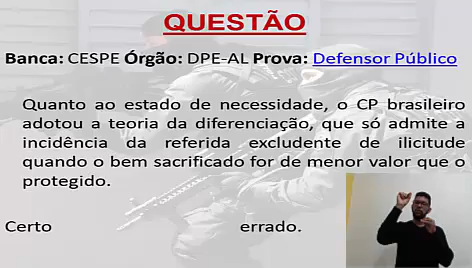 QUESTÃO
Banca: CESPE Órgão: DPE-AL Prova: Defensor Público
Quanto ao estado de necessidade, o CP brasileiro
adotou a teoria da diferenciação, que só admite a
incidência da referida excludente de ilicitude
quando o bem sacrificado for de menor valor que o
protegido.
Certo errado.